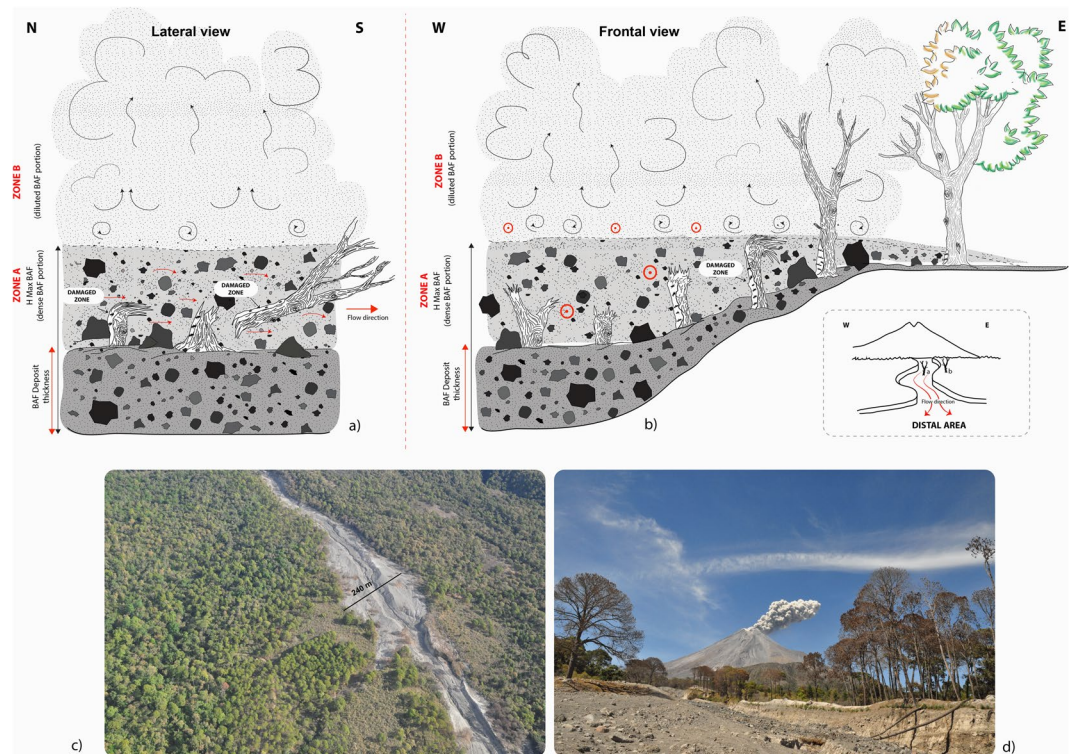 N
Lateral view
S
ZONE B
(diluted BAF portion)
ZONE A
H Max BAF
(dense BAF portion)
DAMAGED
ZONE
DAMAGED
ZONE
Flow direction
BAF Deposit
thickness
a)
W
Frontal view
E
ZONE B
(diluted BAF portion)
ZONE A
H Max BAF
(dense BAF portion)
DAMAGED
ZONE
BAF Deposit
thickness
b)
W
E
a
b
Flow direction
DISTAL AREA
240 m
c)
d)